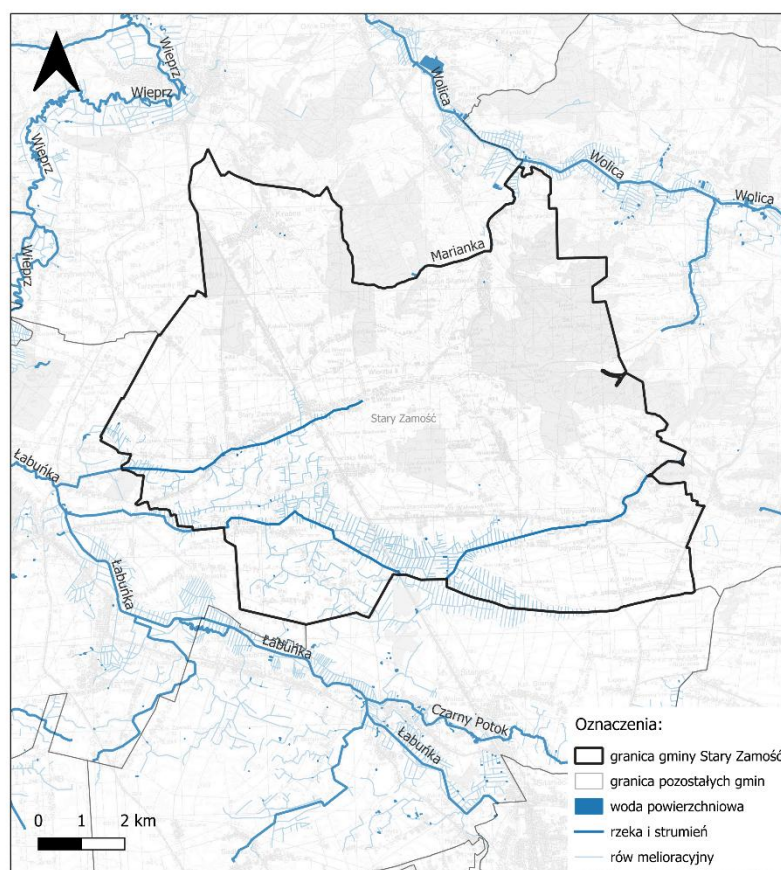 Wieprz
Wieprz
Wolica
Wieprz
Wolica
Wolica
Marianka
Wieprz
Stary Zamość
Łabuńka
Łabuńka
Łabuńka
Czarny Potok
Łabuńka
Oznaczenia:
granica gminy Stary Zamość
granica pozostałych gmin
woda powierzchniowa
rzeka i strumień
rów melioracyjny
0 1 2 km